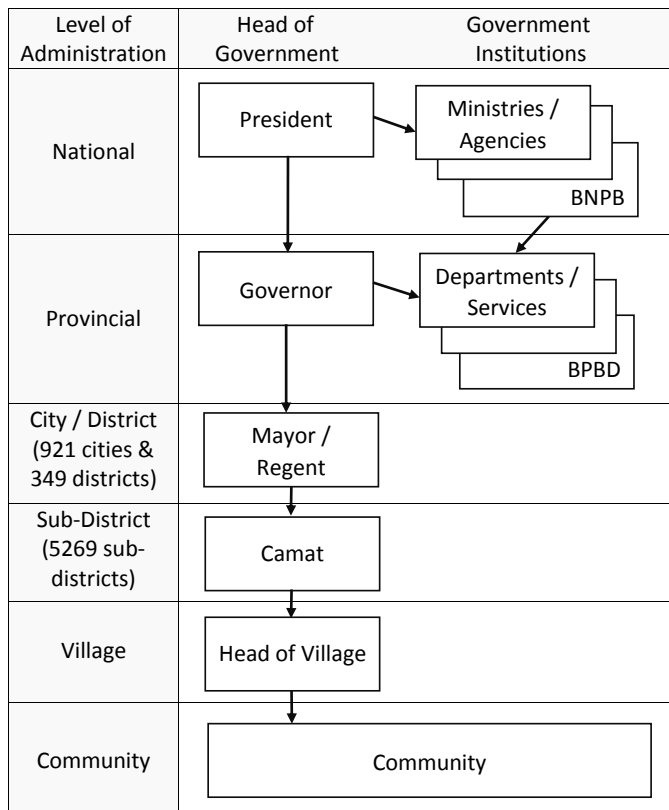 Level of
Administration
Head of
Government
Government
Institutions
National
President
Ministries /
Agencies
BNPB
Provincial
Governor
Departments /
Services
BPBD
City / District
(921 cities &
349 districts)
Mayor /
Regent
Sub-District
(5269 sub-
districts)
Camat
Village
Head of Village
Community
Community